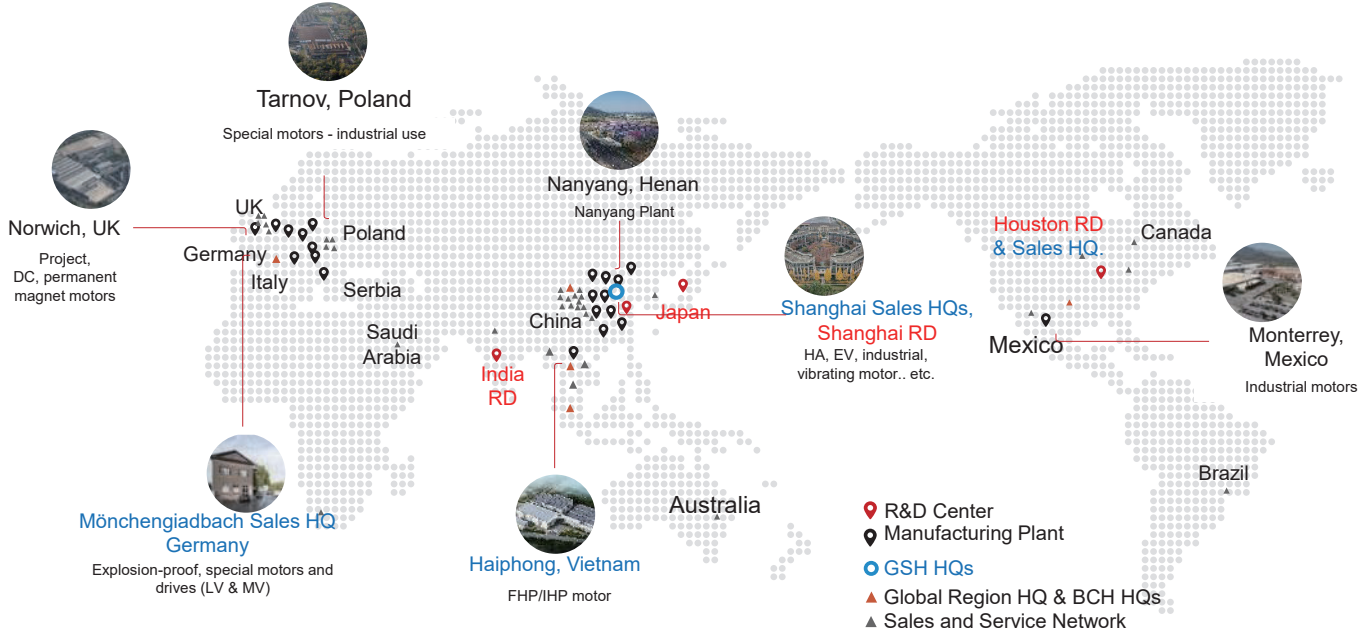 Tarnov, Poland
Special motors - industrial use
Norwich, UK
Project,
DC, permanent
magnet motors
UK
Poland
Germany
Italy
Serbia
Saudi
Arabia
Nanyang, Henan
Nanyang Plant
China
Japan
India
RD
Shanghai Sales HQs,
Shanghai RD
HA, EV, industrial,
vibrating motor.. etc.
Houston RD
& Sales HQ.
Canada
Mexico
Monterrey,
Mexico
Industrial motors
Brazil
Mönchengiadbach Sales HQ
Germany
Explosion-proof, special motors and
drives (LV & MV)
Haiphong, Vietnam
FHP/IHP motor
Australia
R&D Center
Manufacturing Plant
GSH HQs
Global Region HQ & BCH HQs
Sales and Service Network